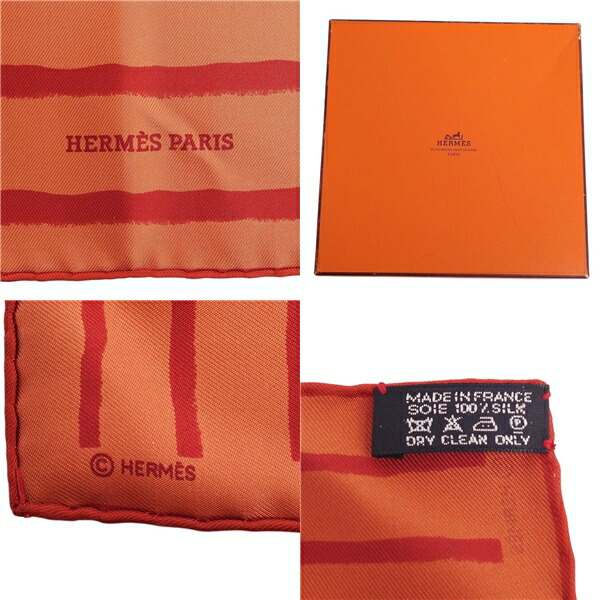 HERMÈS PARIS
HERMÈS
PARIS
© HERMÈS
MADE IN FRANCE
SOIE 100% SILK
DRY CLEAN ONLY